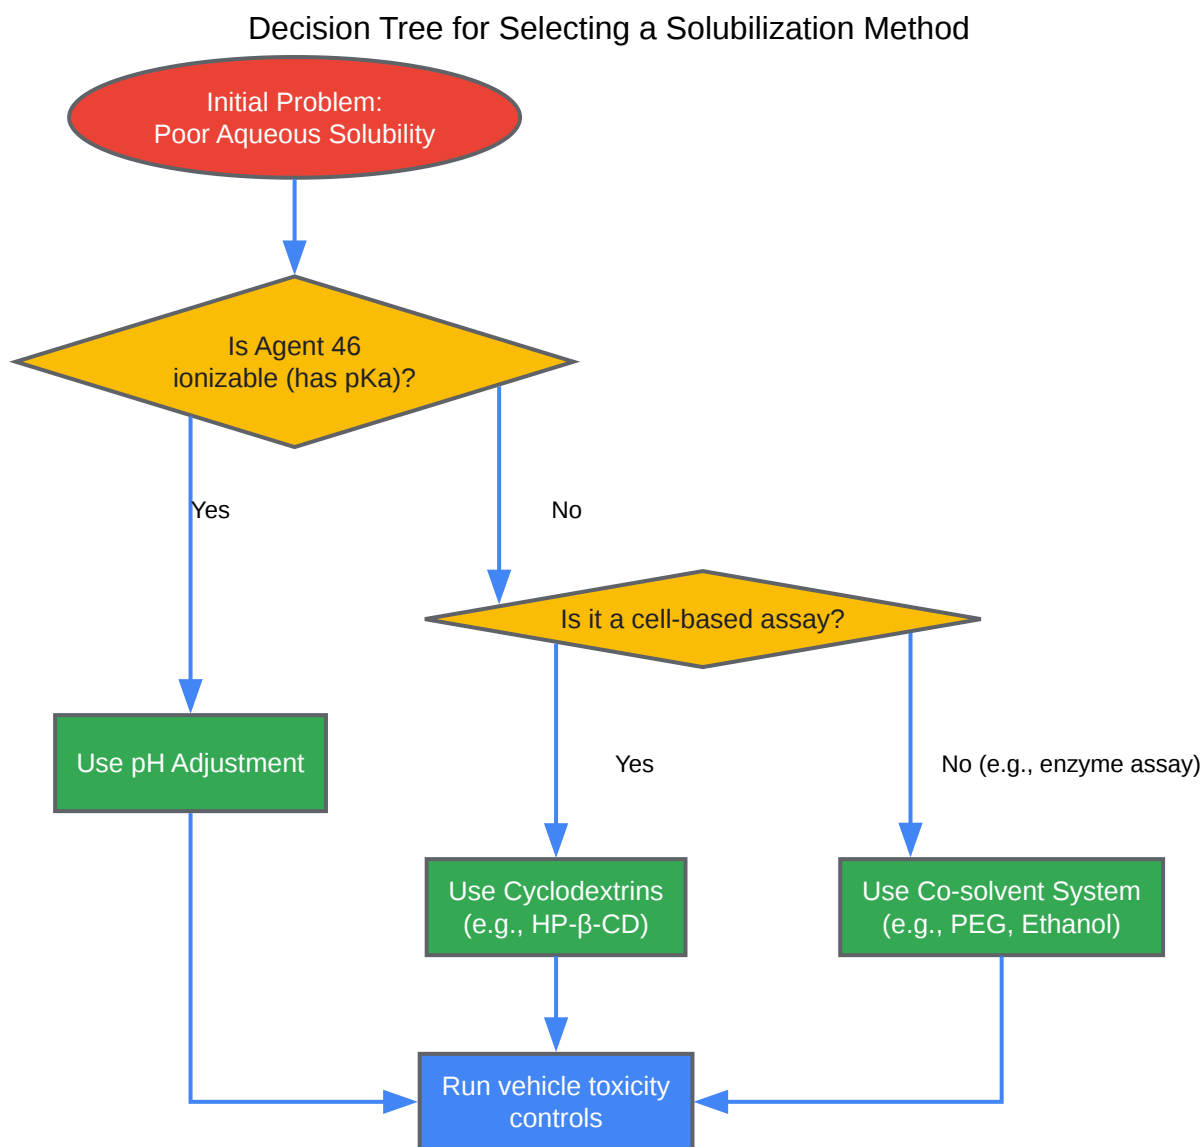 Decision Tree for Selecting a Solubilization Method
Initial Problem:
Poor Aqueous Solubility
Is Agent 46
ionizable (has pKa)?
Yes
No
Is it a cell-based assay?
Use pH Adjustment
Yes
No (e.g., enzyme assay)
Use Cyclodextrins
(e.g., HP-β-CD)
Use Co-solvent System
(e.g., PEG, Ethanol)
Run vehicle toxicity
controls